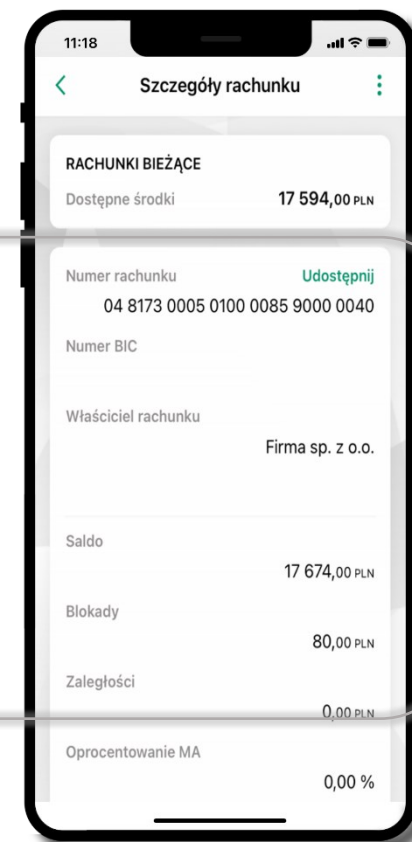 11:18
Szczegóły rachunku
RACHUNKI BIEŻĄCE
Dostępne środki 17 594,00 PLN
Numer rachunku Udostępnij
04 8173 0005 0100 0085 9000 0040
Numer BIC
Właściciel rachunku
Firma sp. z o.o.
Saldo
17 674,00 PLN
Blokady
80,00 PLN
Zaległości
0,00 PLN
Oprocentowanie MA
0,00 %